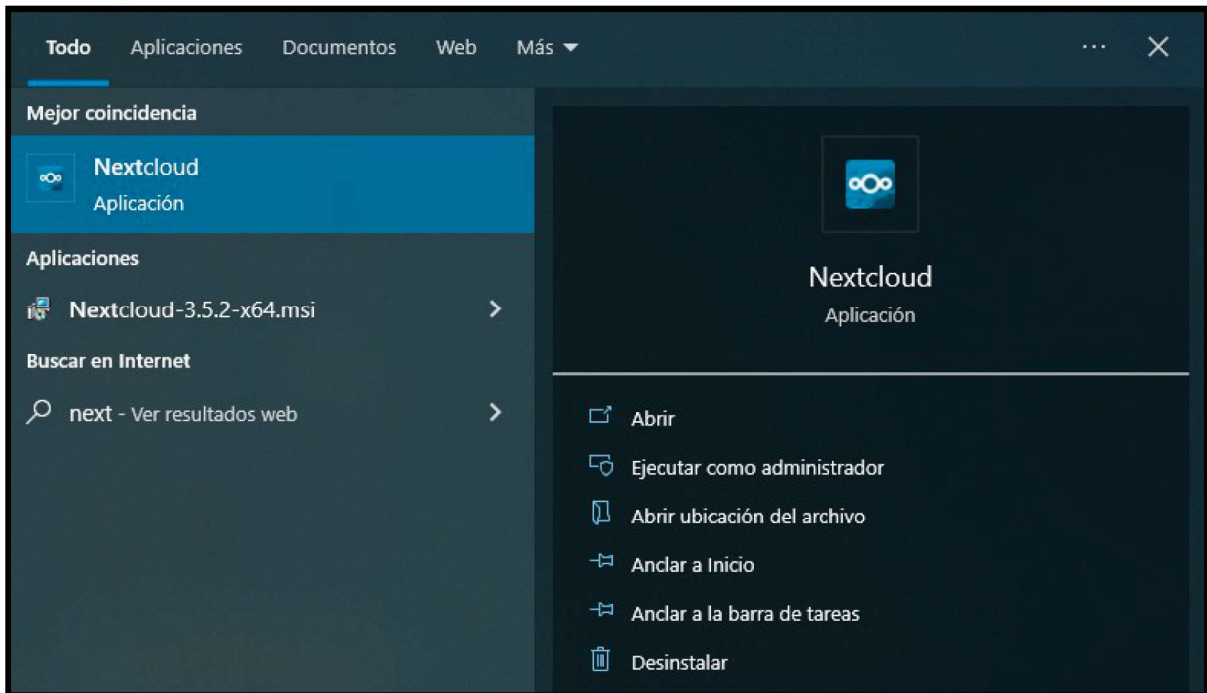 Todo Aplicaciones Documentos Web Más
Mejor coincidencia
Nextcloud
Aplicación
Aplicaciones
Nextcloud-3.5.2-x64.msi
Buscar en Internet
next - Ver resultados web
Nextcloud
Aplicación
Abrir
Ejecutar como administrador
Abrir ubicación del archivo
Anclar a Inicio
Anclar a la barra de tareas
Desinstalar